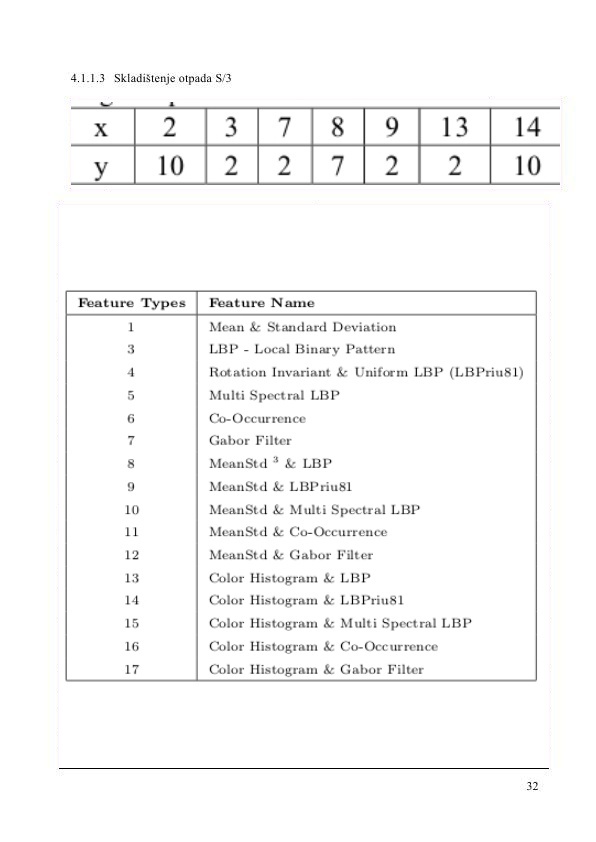 4.1.1.3 Skladištenje otpada S/3
x 2 3 7 8 9 13 14
y 10 2 2 7 2 2 10
Feature Types Feature Name
1 Mean & Standard Deviation
3 LBP - Local Binary Pattern
4 Rotation Invariant & Uniform LBP (LBPriu81)
5 Multi Spectral LBP
6 Co-Occurrence
7 Gabor Filter
8 MeanStd ³ & LBP
9 MeanStd & LBPriu81
10 MeanStd & Multi Spectral LBP
11 MeanStd & Co-Occurrence
12 MeanStd & Gabor Filter
13 Color Histogram & LBP
14 Color Histogram & LBPriu81
15 Color Histogram & Multi Spectral LBP
16 Color Histogram & Co-Occurrence
17 Color Histogram & Gabor Filter
32